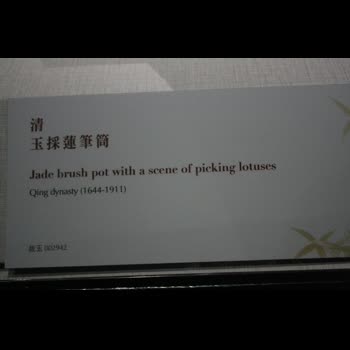 清
玉採蓮筆筒
Jade brush pot with a scene of picking lotuses
Qing dynasty (1644-1911)
故玉 002942